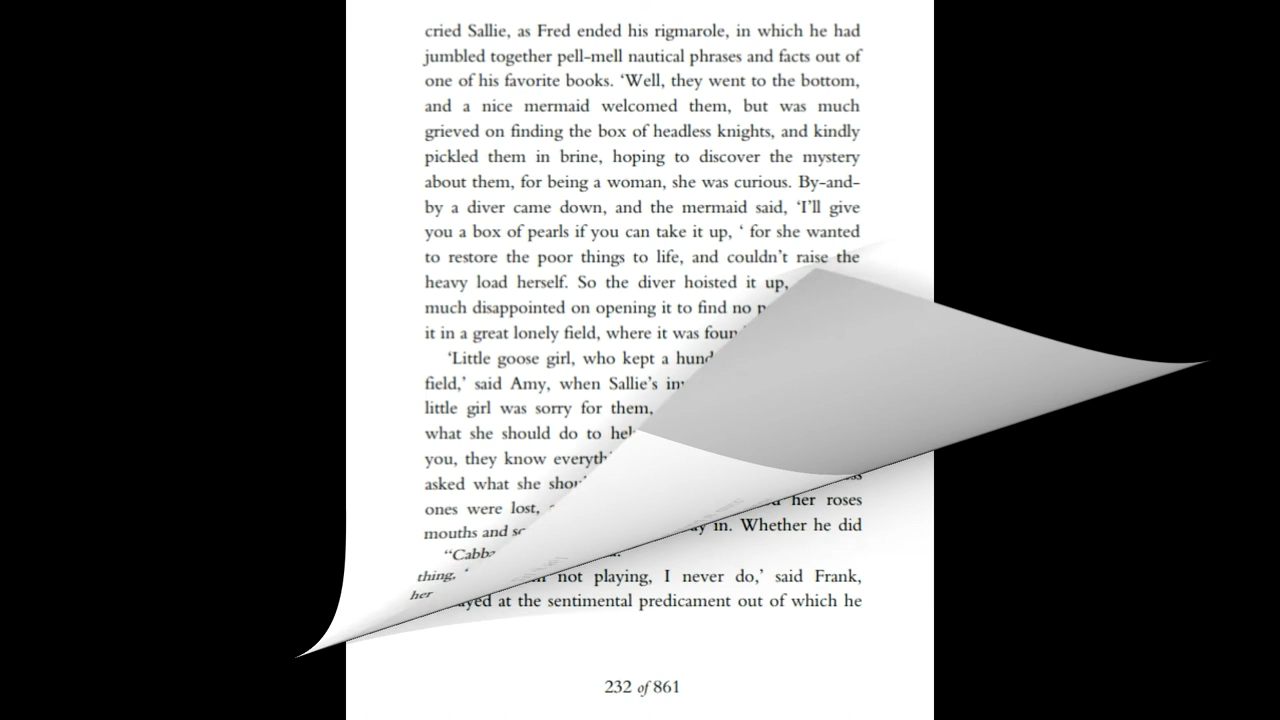 cried Sallie, as Fred ended his rigmarole, in which he had
jumbled together pell-mell nautical phrases and facts out of
one of his favorite books. ‘Well, they went to the bottom,
and a nice mermaid welcomed them, but was much
grieved on finding the box of headless knights, and kindly
pickled them in brine, hoping to discover the mystery
about them, for being a woman, she was curious. By-and-
by a diver came down, and the mermaid said, ‘I’ll give
you a box of pearls if you can take it up, ‘ for she wanted
to restore the poor things to life, and couldn’t raise the
heavy load herself. So the diver hoisted it up,
much disappointed on opening it to find no
it in a great lonely field, where it was
‘Little goose girl, who kept a
field,’ said Amy, when Sallie’s
little girl was sorry for them,
what she should do to
you, they know
asked what she
ones were lost,
her roses
mouths and
in. Whether he did
“
thing, ‘
not playing, I never do,’ said Frank,
her
at the sentimental predicament out of which he
232 of 861